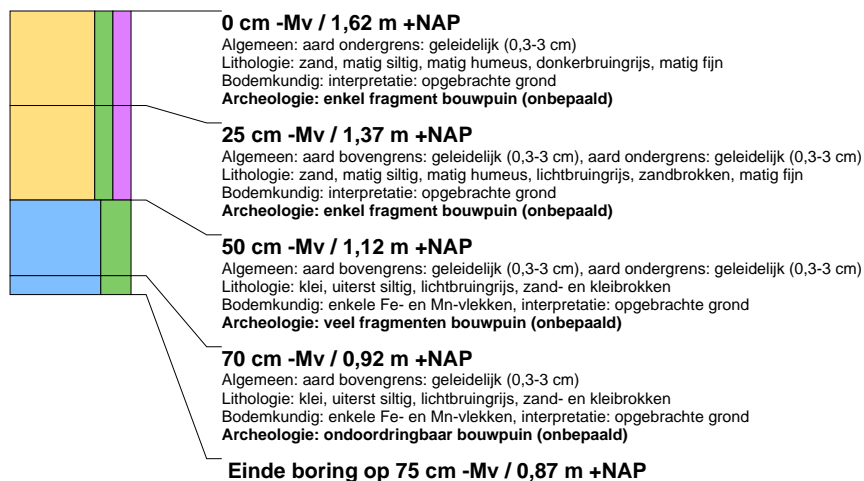 0 cm -Mv / 1,62 m +NAP
Algemeen: aard ondergrens: geleidelijk (0,3-3 cm)
Lithologie: zand, matig siltig, matig humeus, donkerbruingrijs, matig fijn
Bodemkundig: interpretatie: opgebrachte grond
Archeologie: enkel fragment bouwpuin (onbepaald)
25 cm -Mv / 1,37 m +NAP
Algemeen: aard bovengrens: geleidelijk (0,3-3 cm), aard ondergrens: geleidelijk (0,3-3 cm)
Lithologie: zand, matig siltig, matig humeus, lichtbruingrijs, zandbrokken, matig fijn
Bodemkundig: interpretatie: opgebrachte grond
Archeologie: enkel fragment bouwpuin (onbepaald)
50 cm -Mv / 1,12 m +NAP
Algemeen: aard bovengrens: geleidelijk (0,3-3 cm), aard ondergrens: geleidelijk (0,3-3 cm)
Lithologie: klei, uiterst siltig, lichtbruingrijs, zand- en kleibrokken
Bodemkundig: enkele Fe- en Mn-vlekken, interpretatie: opgebrachte grond
Archeologie: veel fragmenten bouwpuin (onbepaald)
70 cm -Mv / 0,92 m +NAP
Algemeen: aard bovengrens: geleidelijk (0,3-3 cm)
Lithologie: klei, uiterst siltig, lichtbruingrijs, zand- en kleibrokken
Bodemkundig: enkele Fe- en Mn-vlekken, interpretatie: opgebrachte grond
Archeologie: ondoordringbaar bouwpuin (onbepaald)
Einde boring op 75 cm -Mv / 0,87 m +NAP